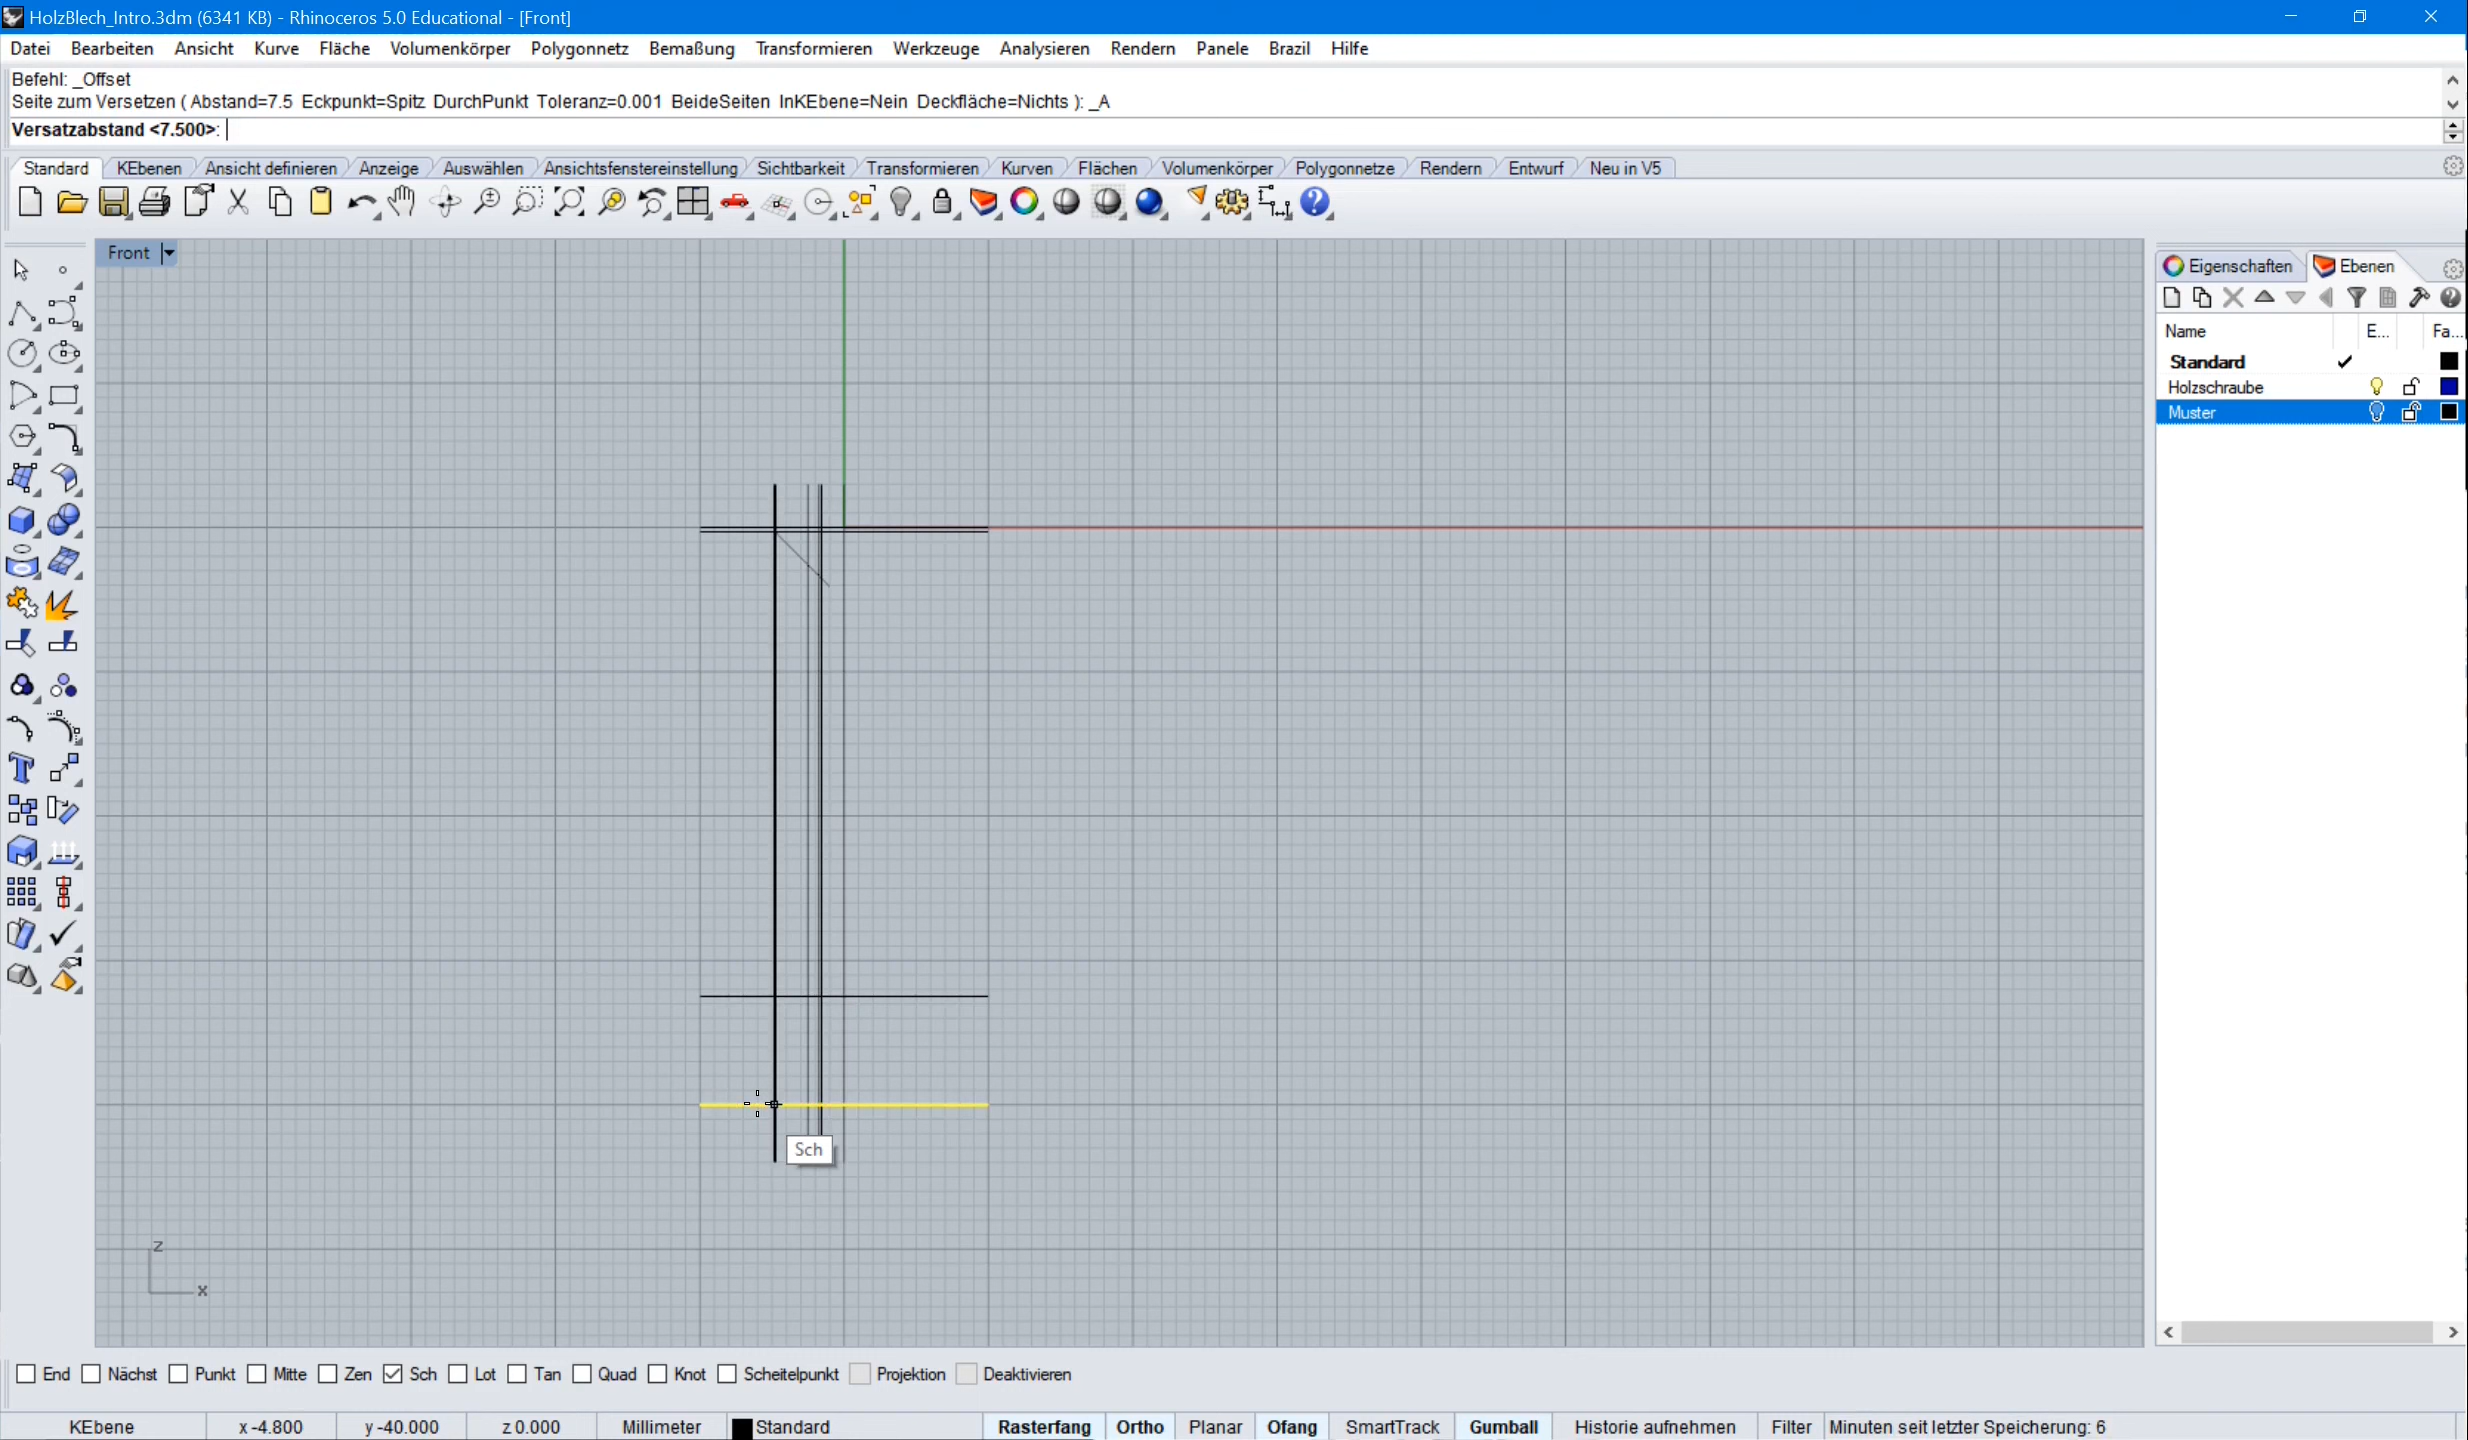 HolzBlech_Intro.3dm (6341 KB) - Rhinoceros 5.0 Educational - [Front]
Datei Bearbeiten Ansicht Kurve Fläche Volumenkörper Polygonnetz Bemaßung Transformieren Werkzeuge Analysieren Rendern Panele Brazil Hilfe
Befehl: _Offset
Seite zum Versetzen ( Abstand=7.5 Eckpunkt=Spitz DurchPunkt Toleranz=0.001 BeideSeiten InKEbene=Nein Deckfläche=Nichts ): _A
Versatzabstand <7.500>:
Standard KEbenen Ansicht definieren Anzeige Auswählen Ansichtsfenstereinstellung Sichtbarkeit Transformieren Kurven Flächen Volumenkörper Polygonnetze Rendern Entwurf Neu in V5
Front
Eigenschaften Ebenen
Name E... Fa...
Standard
Holzschraube
Muster
Sch
z
x
End Nächst Punkt Mitte Zen Sch Lot Tan Quad Knot Scheitelpunkt Projektion Deaktivieren
KEbene x -4.800 y -40.000 z 0.000 Millimeter Standard Rasterfang Ortho Planar Ofang SmartTrack Gumball Historie aufnehmen Filter Minuten seit letzter Speicherung: 6